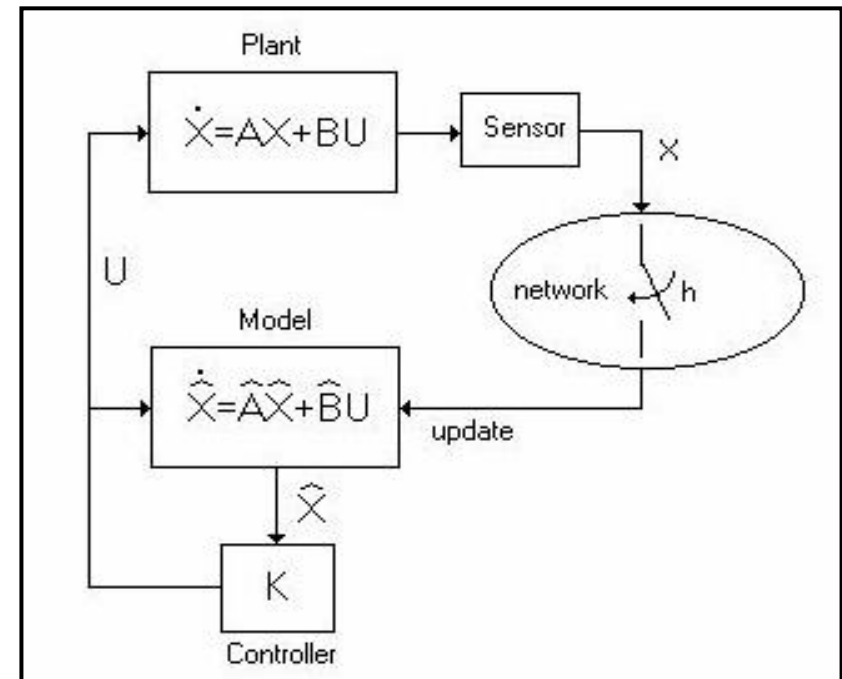 Plant
Ẋ=AX+BU
Sensor
X
U
network
h
Model
X̂̇=ÂX̂+B̂U
update
X̂
K
Controller